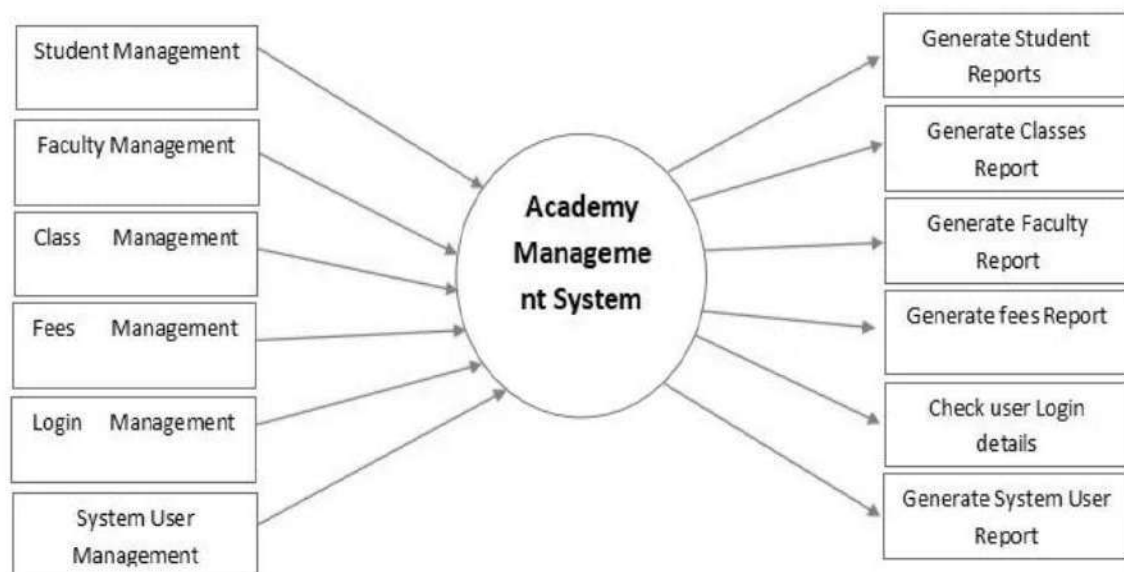 Student Management
Faculty Management
Class Management
Fees Management
Login Management
System User
Management
Academy
Manageme
nt System
Generate Student
Reports
Generate Classes
Report
Generate Faculty
Report
Generate fees Report
Check user Login
details
Generate System User
Report